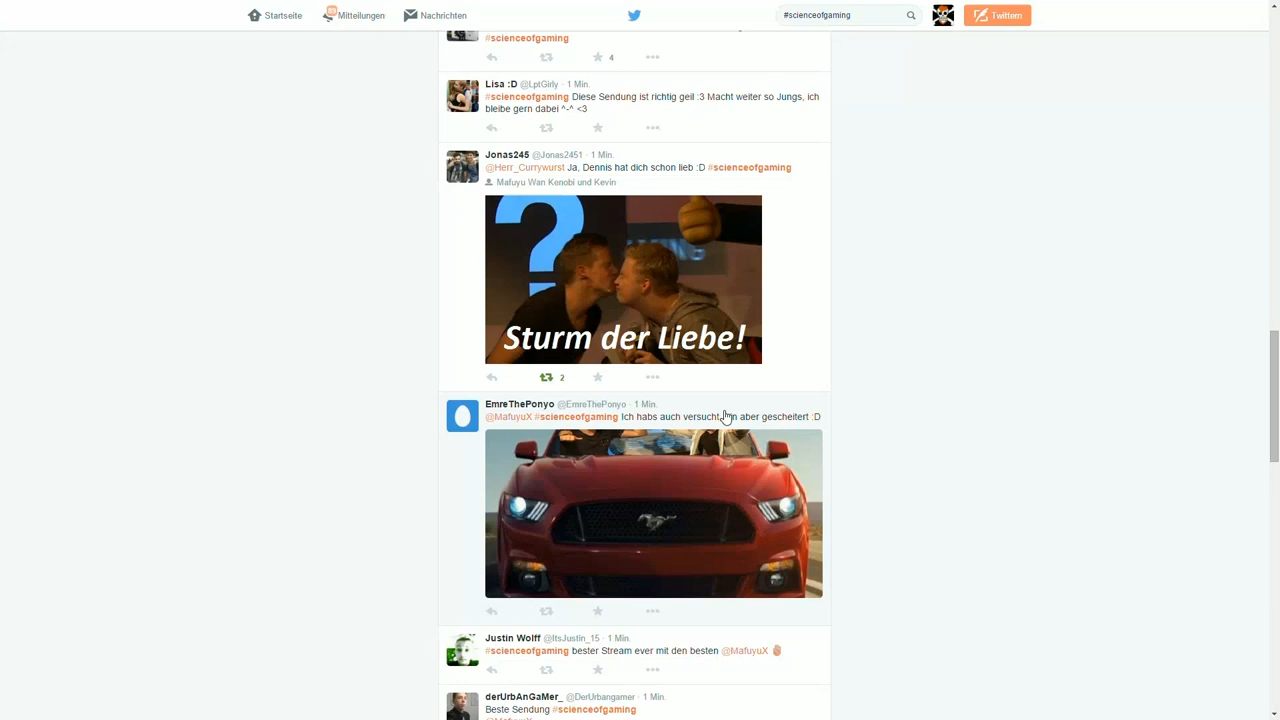 Startseite
89 Mitteilungen
Nachrichten
#scienceofgaming
Twittern
#scienceofgaming
4
Lisa :D @LptGirly · 1 Min.
#scienceofgaming Diese Sendung ist richtig geil :3 Macht weiter so Jungs, ich
bleibe gern dabei ^-^ <3
Jonas245 @Jonas2451 · 1 Min.
@Herr_Currywurst Ja, Dennis hat dich schon lieb :D #scienceofgaming
Mafuyu Wan Kenobi und Kevin
?
Sturm der Liebe!
2
EmreThePonyo @EmreThePonyo · 1 Min.
@MafuyuX #scienceofgaming Ich habs auch versucht aber gescheitert :D
Justin Wolff @ItsJustin_15 · 1 Min.
#scienceofgaming bester Stream ever mit den besten @MafuyuX
derUrbAnGaMer_ @DerUrbangamer · 1 Min.
Beste Sendung #scienceofgaming
@MafuyuX